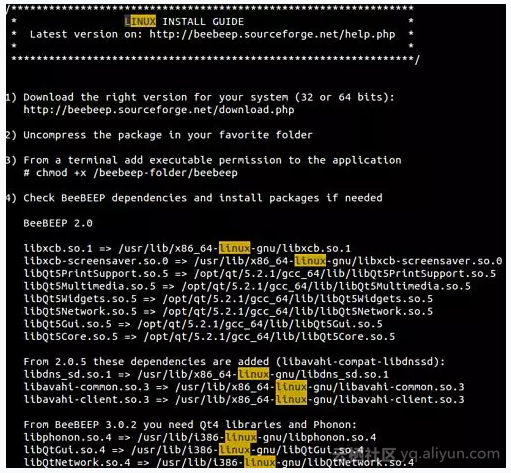 /****************************************************************
* LINUX INSTALL GUIDE *
* Latest version on: http://beebeep.sourceforge.net/help.php *
* *
****************************************************************/
1) Download the right version for your system (32 or 64 bits):
http://beebeep.sourceforge.net/download.php
2) Uncompress the package in your favorite folder
3) From a terminal add executable permission to the application
# chmod +x /beebeep-folder/beebeep
4) Check BeeBEEP dependencies and install packages if needed
BeeBEEP 2.0
libxcb.so.1 => /usr/lib/x86_64-linux-gnu/libxcb.so.1
libxcb-screensaver.so.0 => /usr/lib/x86_64-linux-gnu/libxcb-screensaver.so.0
libQt5PrintSupport.so.5 => /opt/qt/5.2.1/gcc_64/lib/libQt5PrintSupport.so.5
libQt5Multimedia.so.5 => /opt/qt/5.2.1/gcc_64/lib/libQt5Multimedia.so.5
libQt5Widgets.so.5 => /opt/qt/5.2.1/gcc_64/lib/libQt5Widgets.so.5
libQt5Network.so.5 => /opt/qt/5.2.1/gcc_64/lib/libQt5Network.so.5
libQt5Gui.so.5 => /opt/qt/5.2.1/gcc_64/lib/libQt5Gui.so.5
libQt5Core.so.5 => /opt/qt/5.2.1/gcc_64/lib/libQt5Core.so.5
From 2.0.5 these dependencies are added (libavahi-compat-libdnssd):
libdns_sd.so.1 => /usr/lib/x86_64-linux-gnu/libdns_sd.so.1
libavahi-common.so.3 => /usr/lib/x86_64-linux-gnu/libavahi-common.so.3
libavahi-client.so.3 => /usr/lib/x86_64-linux-gnu/libavahi-client.so.3
From BeeBEEP 3.0.2 you need Qt4 libraries and Phonon:
libphonon.so.4 => /usr/lib/i386-linux-gnu/libphonon.so.4
libQtGui.so.4 => /usr/lib/i386-linux-gnu/libQtGui.so.4
libQtNetwork.so.4 => /usr/lib/i386-linux-gnu/libQtNetwork.so.4
yq.aliyun.com